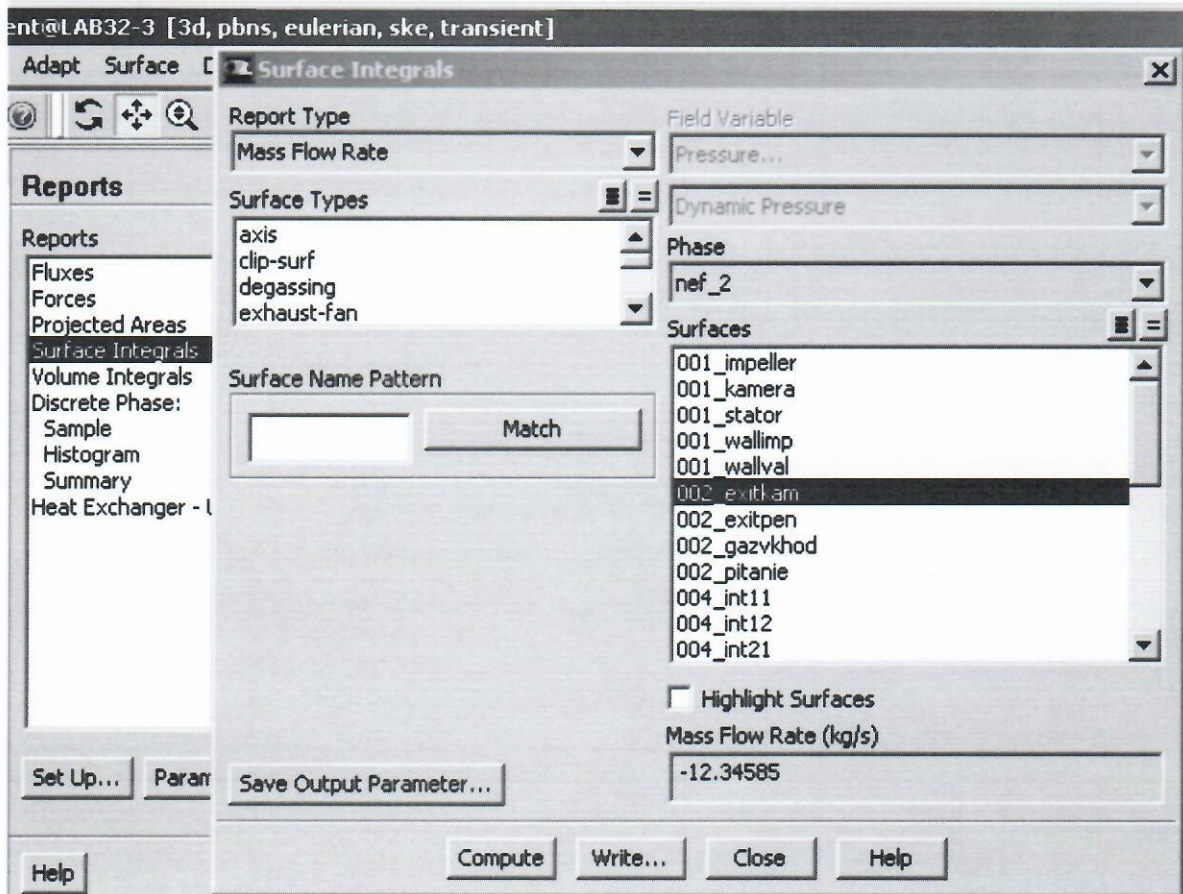 ent@LAB32-3 [3d, pbns, eulerian, ske, transient]
Adapt Surface D
Surface Integrals
Reports
Reports
Fluxes
Forces
Projected Areas
Surface Integrals
Volume Integrals
Discrete Phase:
Sample
Histogram
Summary
Heat Exchanger - U
Set Up... Param
Help
Report Type
Mass Flow Rate
Surface Types
axis
clip-surf
degassing
exhaust-fan
Surface Name Pattern
Match
Save Output Parameter...
Field Variable
Pressure...
Dynamic Pressure
Phase
nef_2
Surfaces
001_impeller
001_kamera
001_stator
001_wallimp
001_wallval
002_exitkam
002_exitpen
002_gazvkhod
002_pitanie
004_int11
004_int12
004_int21
Highlight Surfaces
Mass Flow Rate (kg/s)
-12.34585
Compute Write... Close Help